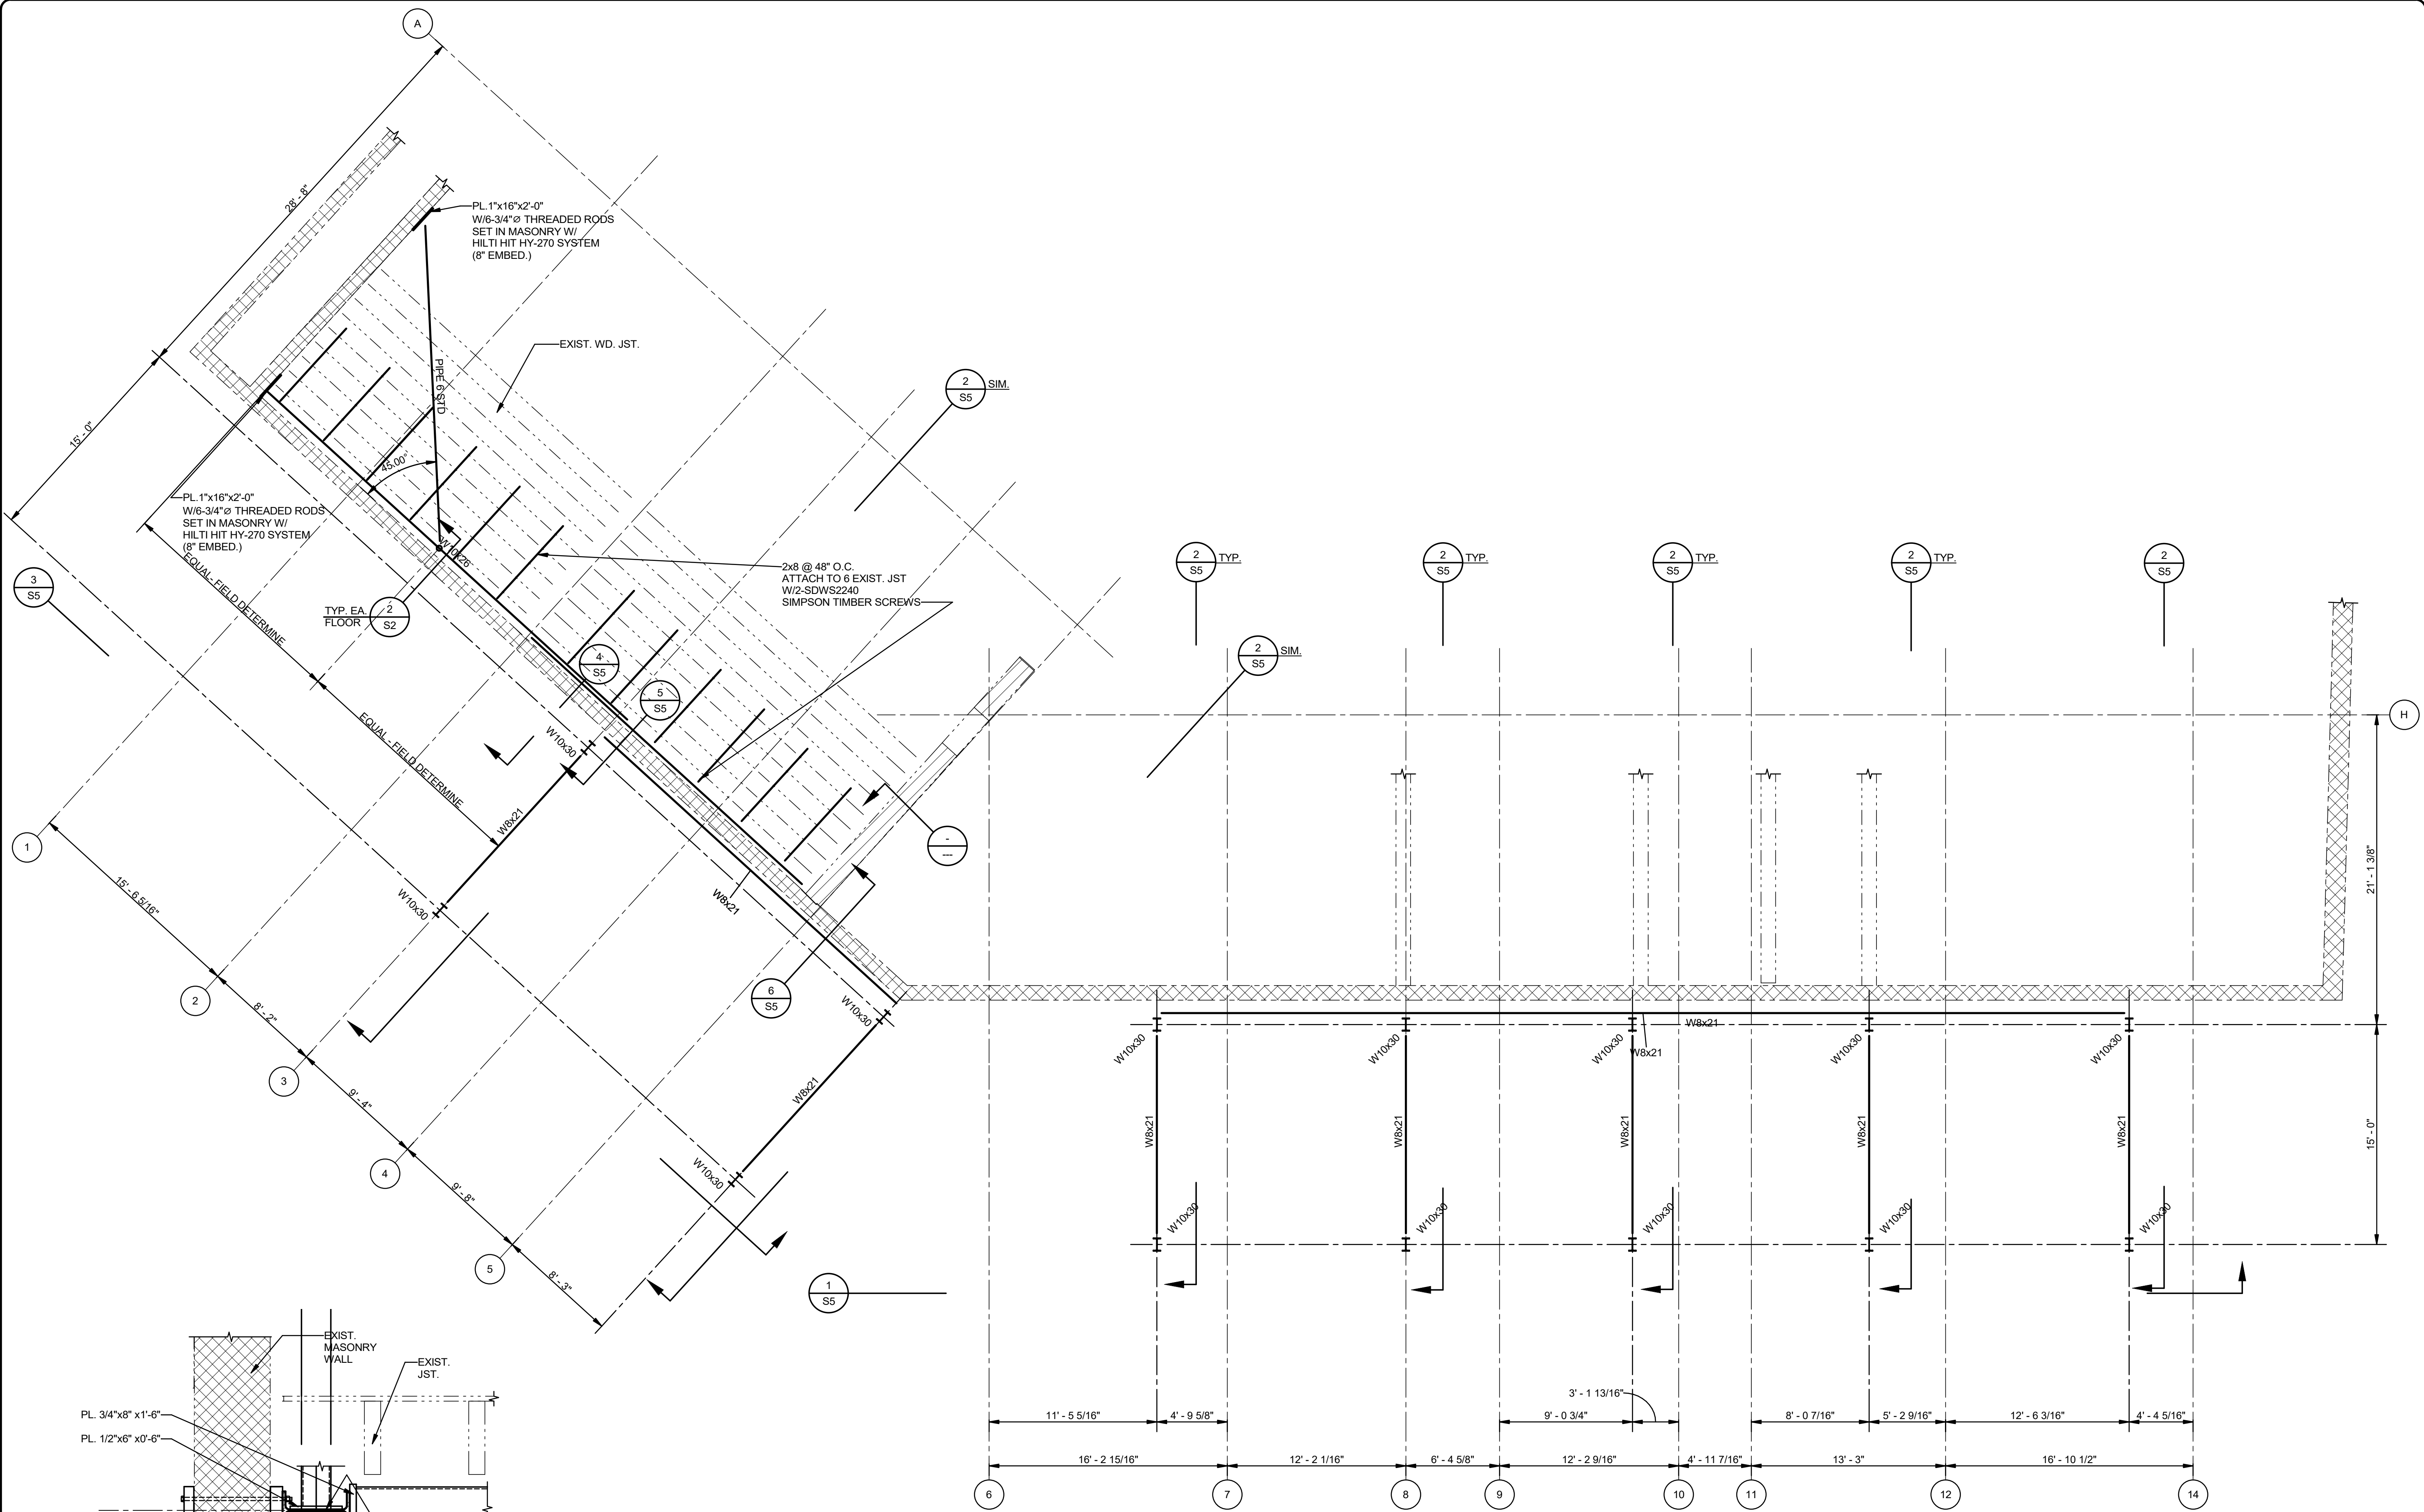 A
28' - 8"
PL.1"x16"x2'-0"
W/6-3/4"Ø THREADED RODS
SET IN MASONRY W/
HILTI HIT HY-270 SYSTEM
(8" EMBED.)
EXIST. WD. JST.
PIPE 6 STD
2
S5
SIM.
15' - 0"
45.00°
PL.1"x16"x2'-0"
W/6-3/4"Ø THREADED RODS
SET IN MASONRY W/
HILTI HIT HY-270 SYSTEM
(8" EMBED.)
W10x26
2x8 @ 48" O.C.
ATTACH TO 6 EXIST. JST
W/2-SDWS2240
SIMPSON TIMBER SCREWS
3
S5
EQUAL- FIELD DETERMINE
TYP. EA.
FLOOR
2
S2
2
S5
TYP.
2
S5
TYP.
2
S5
TYP.
2
S5
TYP.
2
S5
4
S5
5
S5
2
S5
SIM.
H
EQUAL - FIELD DETERMINE
W10x30
W8x21
1
-
---
21' - 1 3/8"
15' - 6 5/16"
W10x30
W8x21
2
6
S5
W10x30
W8x21
W8x21
W10x30
W10x30
W10x30
W10x30
W10x30
8' - 2"
3
9' - 4"
W8x21
W8x21
W8x21
W8x21
W8x21
W8x21
15' - 0"
4
9' - 8"
W10x30
W10x30
W10x30
W10x30
W10x30
W10x30
5
8' - 3"
1
S5
EXIST.
MASONRY
WALL
EXIST.
JST.
PL. 3/4"x8" x1'-6"
PL. 1/2"x6" x0'-6"
3' - 1 13/16"
11' - 5 5/16"
4' - 9 5/8"
9' - 0 3/4"
8' - 0 7/16"
5' - 2 9/16"
12' - 6 3/16"
4' - 4 5/16"
16' - 2 15/16"
12' - 2 1/16"
6' - 4 5/8"
12' - 2 9/16"
4' - 11 7/16"
13' - 3"
16' - 10 1/2"
6
7
8
9
10
11
12
14